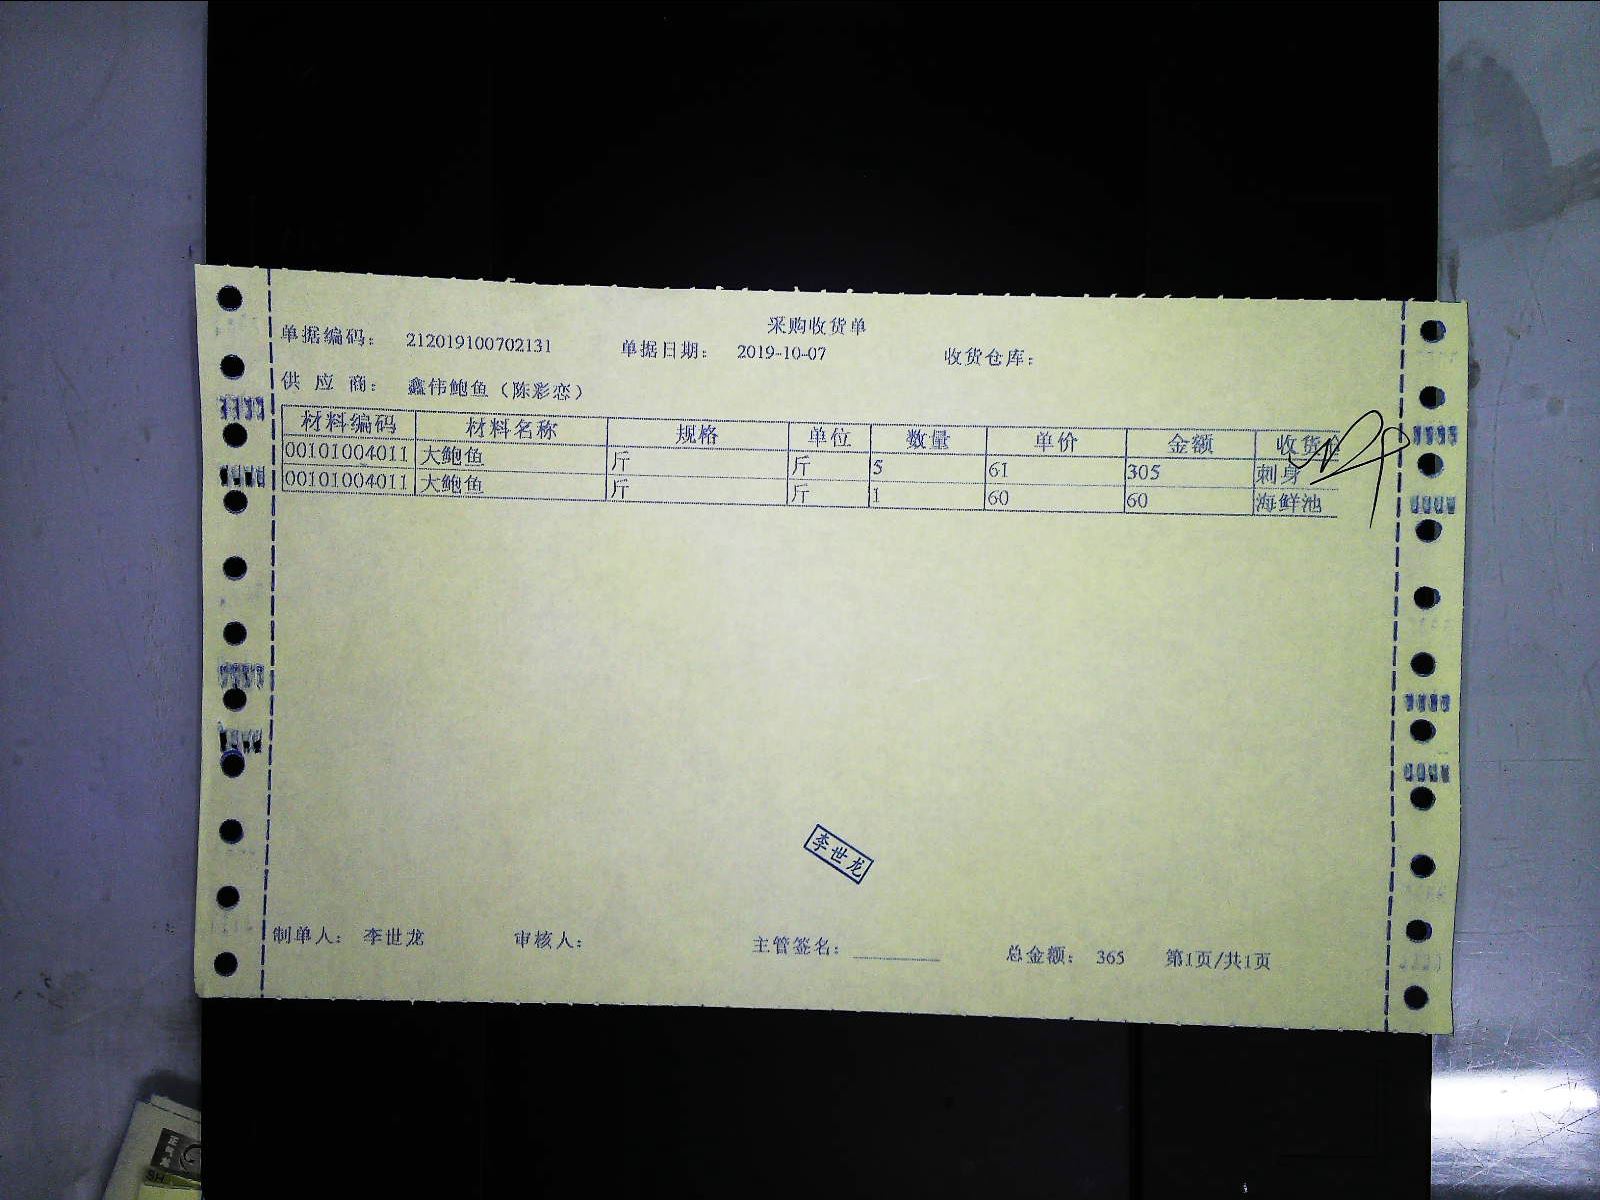 采购收货单
单据编码： 212019100702131 单据日期： 2019-10-07 收货仓库：
供 应 商： 鑫伟鲍鱼（陈彩恋）
材料编码 材料名称 规格 单位 数量 单价 金额 收货
00101004011 大鲍鱼 斤 斤 5 61 305 刺身
00101004011 大鲍鱼 斤 斤 1 60 60 海鲜池
李世龙
制单人： 李世龙 审核人： 主管签名： 总金额： 365 第1页/共1页
SH